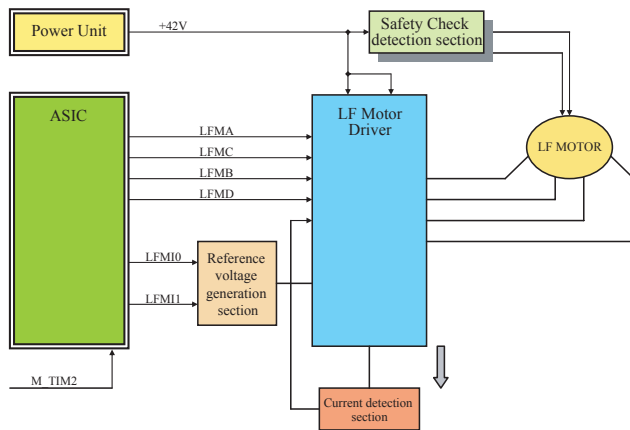 Power Unit
+42V
Safety Check
detection section
ASIC
LF Motor
Driver
LF MOTOR
LFMA
LFMC
LFMB
LFMD
LFMI0
LFMI1
Reference
voltage
generation
section
M_TIM2
Current detection
section